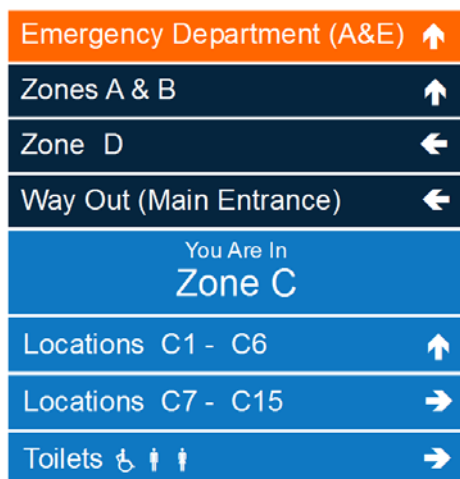 Emergency Department (A&E)
Zones A & B
Zone D
Way Out (Main Entrance)
You Are In
Zone C
Locations C1 - C6
Locations C7 - C15
Toilets